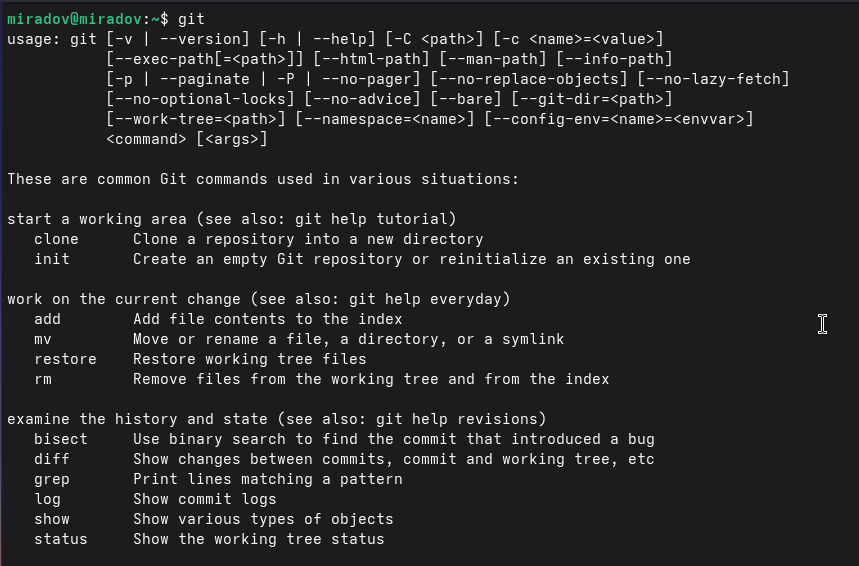 miradov@miradov:~$ git
usage: git [-v | --version] [-h | --help] [-C <path>] [-c <name>=<value>]
           [--exec-path[=<path>]] [--html-path] [--man-path] [--info-path]
           [-p | --paginate | -P | --no-pager] [--no-replace-objects] [--no-lazy-fetch]
           [--no-optional-locks] [--no-advice] [--bare] [--git-dir=<path>]
           [--work-tree=<path>] [--namespace=<name>] [--config-env=<name>=<envvar>]
           <command> [<args>]

These are common Git commands used in various situations:

start a working area (see also: git help tutorial)
   clone      Clone a repository into a new directory
   init       Create an empty Git repository or reinitialize an existing one

work on the current change (see also: git help everyday)
   add        Add file contents to the index
   mv         Move or rename a file, a directory, or a symlink
   restore    Restore working tree files
   rm         Remove files from the working tree and from the index

examine the history and state (see also: git help revisions)
   bisect     Use binary search to find the commit that introduced a bug
   diff       Show changes between commits, commit and working tree, etc
   grep       Print lines matching a pattern
   log        Show commit logs
   show       Show various types of objects
   status     Show the working tree status